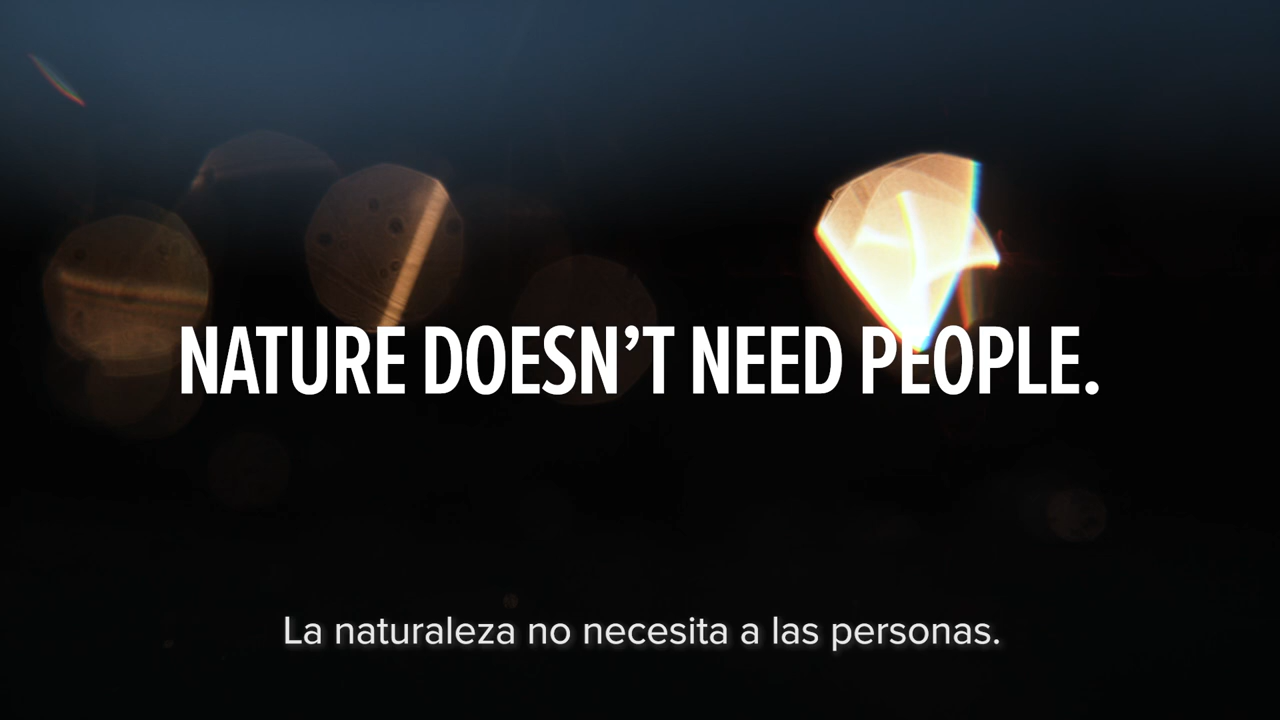 NATURE DOESN’T NEED PEOPLE.
La naturaleza no necesita a las personas.